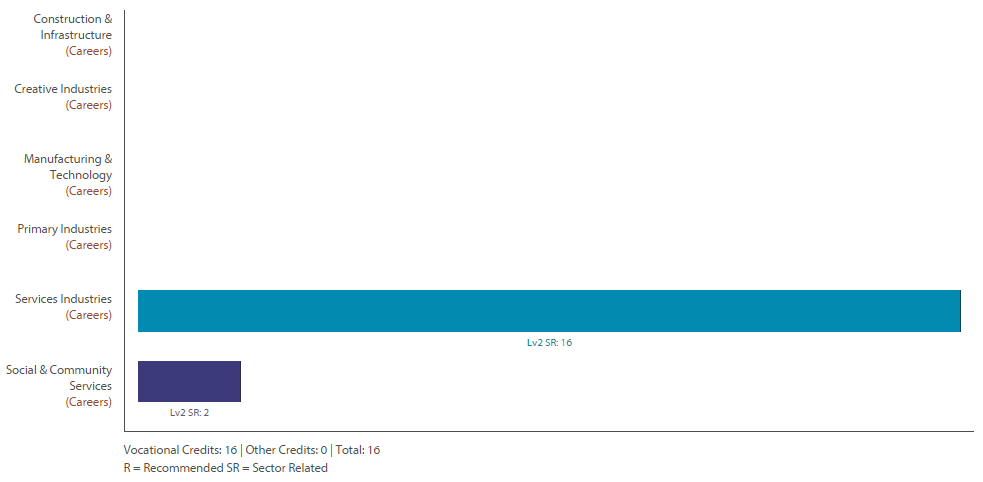 Construction &
Infrastructure
(Careers)
Creative Industries
(Careers)
Manufacturing &
Technology
(Careers)
Primary Industries
(Careers)
Services Industries
(Careers)
Lv2 SR: 16
Social & Community
Services
(Careers)
Lv2 SR: 2
Vocational Credits: 16 | Other Credits: 0 | Total: 16
R = Recommended SR = Sector Related